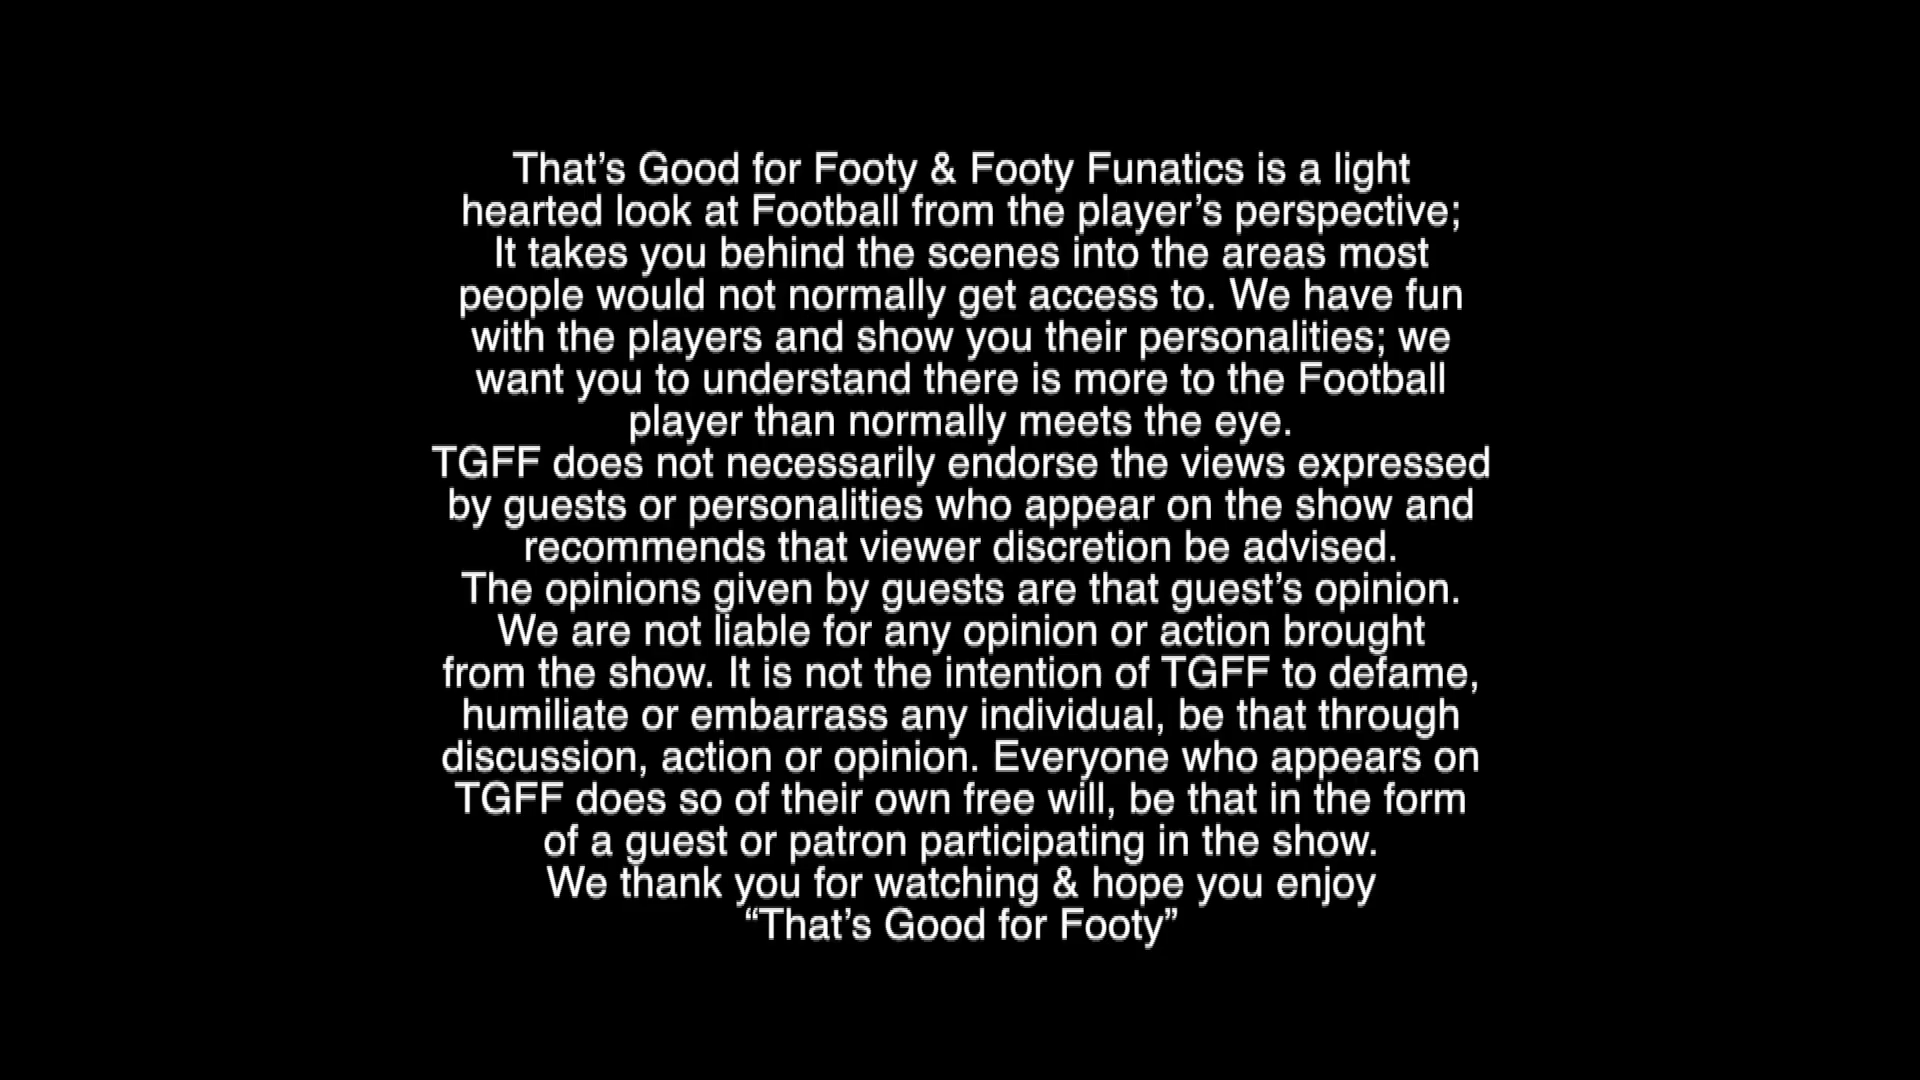 That’s Good for Footy & Footy Funatics is a light
hearted look at Football from the player’s perspective;
It takes you behind the scenes into the areas most
people would not normally get access to. We have fun
with the players and show you their personalities; we
want you to understand there is more to the Football
player than normally meets the eye.
TGFF does not necessarily endorse the views expressed
by guests or personalities who appear on the show and
recommends that viewer discretion be advised.
The opinions given by guests are that guest’s opinion.
We are not liable for any opinion or action brought
from the show. It is not the intention of TGFF to defame,
humiliate or embarrass any individual, be that through
discussion, action or opinion. Everyone who appears on
TGFF does so of their own free will, be that in the form
of a guest or patron participating in the show.
We thank you for watching & hope you enjoy
“That’s Good for Footy”